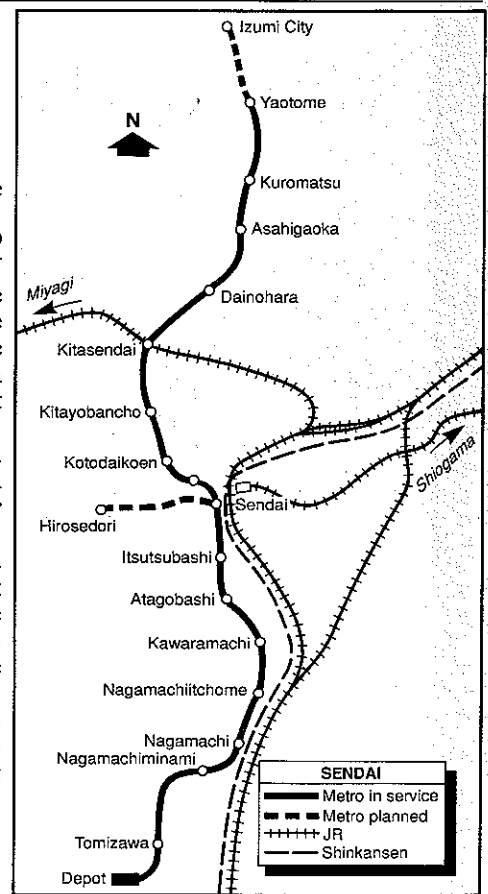 Izumi City
Yaotome
N
Kuromatsu
Asahigaoka
Miyagi
Dainohara
Kitasendai
Kitayobancho
Kotodaikoen
Shiogama
Sendai
Hirosedori
Itsutsubashi
Atagobashi
Kawaramachi
Nagamachiitchome
Nagamachi
Nagamachiminami
SENDAI
Metro in service
Metro planned
JR
Shinkansen
Tomizawa
Depot